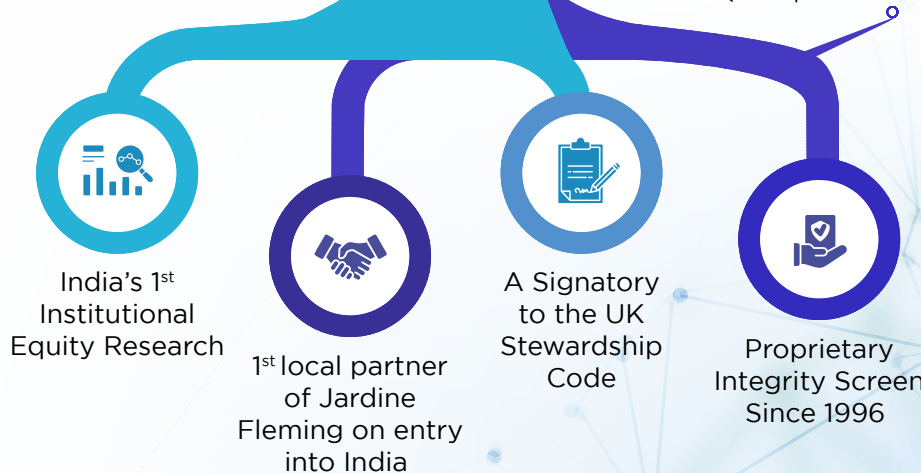 India’s 1st
Institutional
Equity Research
1st local partner
of Jardine
Fleming on entry
into India
A Signatory
to the UK
Stewardship
Code
Proprietary
Integrity Screen
Since 1996